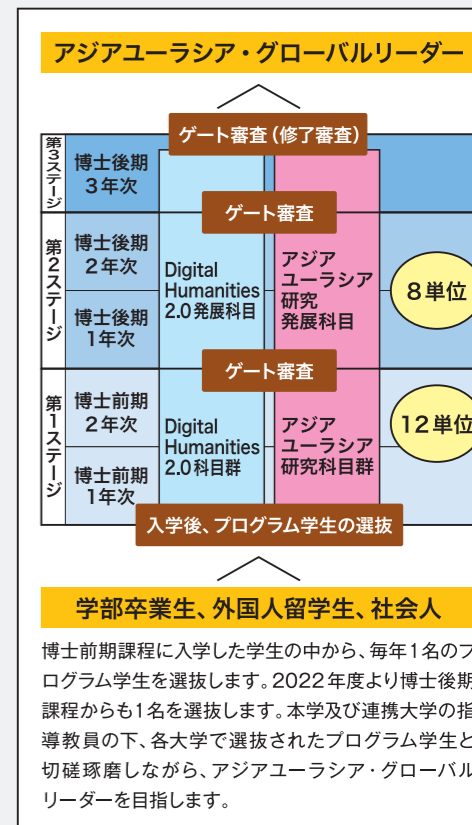 アジアユーラシア・グローバルリーダー
ゲート審査(修了審査)
第3ステージ
博士後期
3年次
ゲート審査
第2ステージ
博士後期
2年次
博士後期
1年次
Digital
Humanities
2.0発展科目
アジア
ユーラシア
研究
発展科目
8単位
ゲート審査
第1ステージ
博士前期
2年次
博士前期
1年次
Digital
Humanities
2.0科目群
アジア
ユーラシア
研究科目群
12単位
入学後、プログラム学生の選抜
学部卒業生、外国人留学生、社会人
博士前期課程に入学した学生の中から、毎年1名のプ
ログラム学生を選抜します。2022年度より博士後期
課程からも1名を選抜します。本学及び連携大学の指
導教員の下、各大学で選抜されたプログラム学生と
切磋琢磨しながら、アジアユーラシア・グローバル
リーダーを目指します。